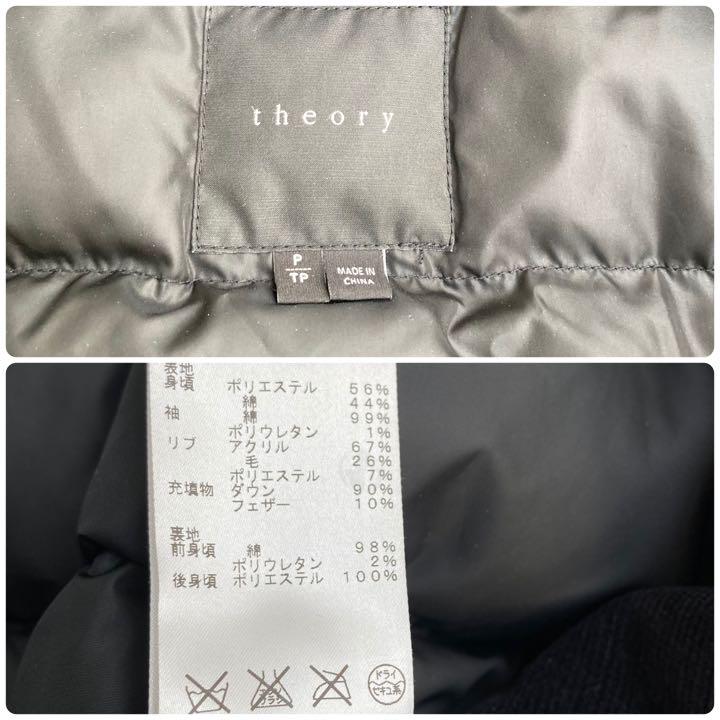 theory
P
TP
MADE IN
CHINA
表地
身頃 ポリエステル 56%
綿 44%
袖 綿 99%
ポリウレタン 1%
リブ アクリル 67%
毛 26%
ポリエステル 7%
充填物 ダウン 90%
フェザー 10%
裏地
前身頃 綿 98%
ポリウレタン 2%
後身頃 ポリエステル 100%
ドライ
セキユ系